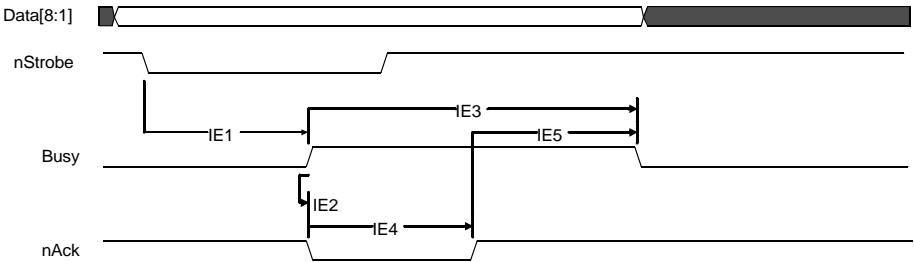 Data[8:1]
nStrobe
IE3
IE1
IE5
Busy
IE2
IE4
nAck